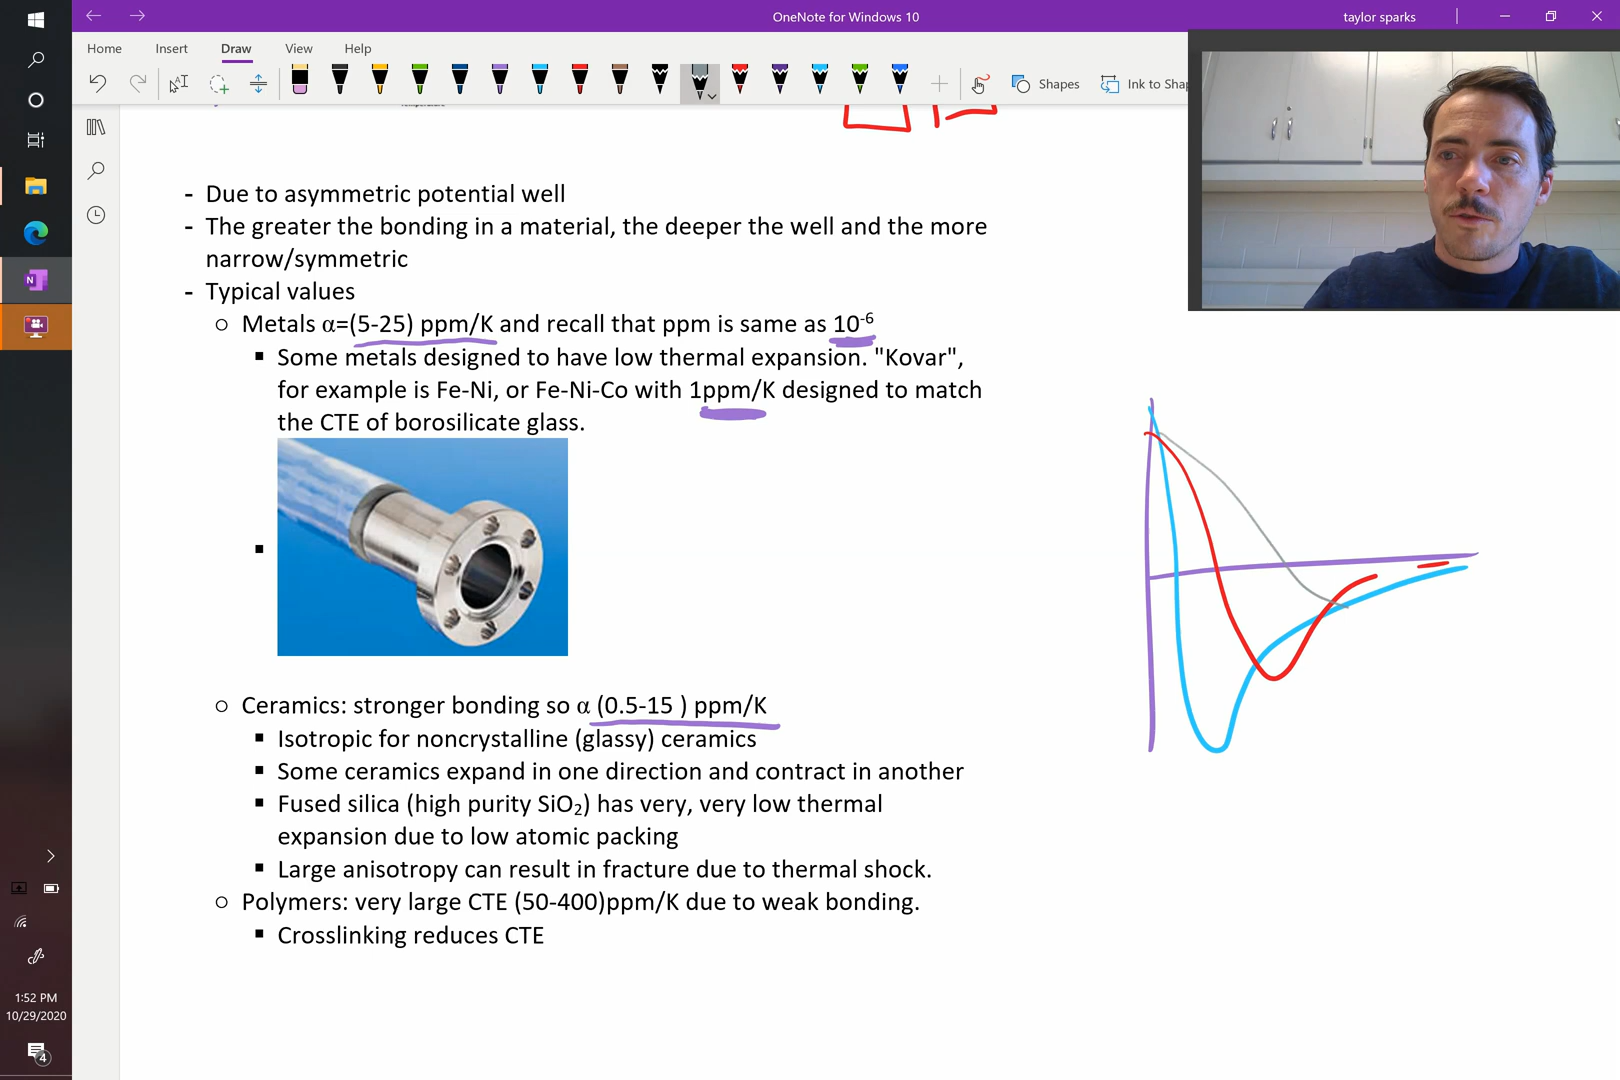 OneNote for Windows 10
taylor sparks
Home Insert Draw View Help
Shapes
Ink to Shap
- Due to asymmetric potential well
- The greater the bonding in a material, the deeper the well and the more
narrow/symmetric
- Typical values
○ Metals α=(5-25) ppm/K and recall that ppm is same as 10⁻⁶
▪ Some metals designed to have low thermal expansion. "Kovar",
for example is Fe-Ni, or Fe-Ni-Co with 1ppm/K designed to match
the CTE of borosilicate glass.
▪
○ Ceramics: stronger bonding so α (0.5-15 ) ppm/K
▪ Isotropic for noncrystalline (glassy) ceramics
▪ Some ceramics expand in one direction and contract in another
▪ Fused silica (high purity SiO₂) has very, very low thermal
expansion due to low atomic packing
▪ Large anisotropy can result in fracture due to thermal shock.
○ Polymers: very large CTE (50-400)ppm/K due to weak bonding.
▪ Crosslinking reduces CTE
1:52 PM
10/29/2020
4